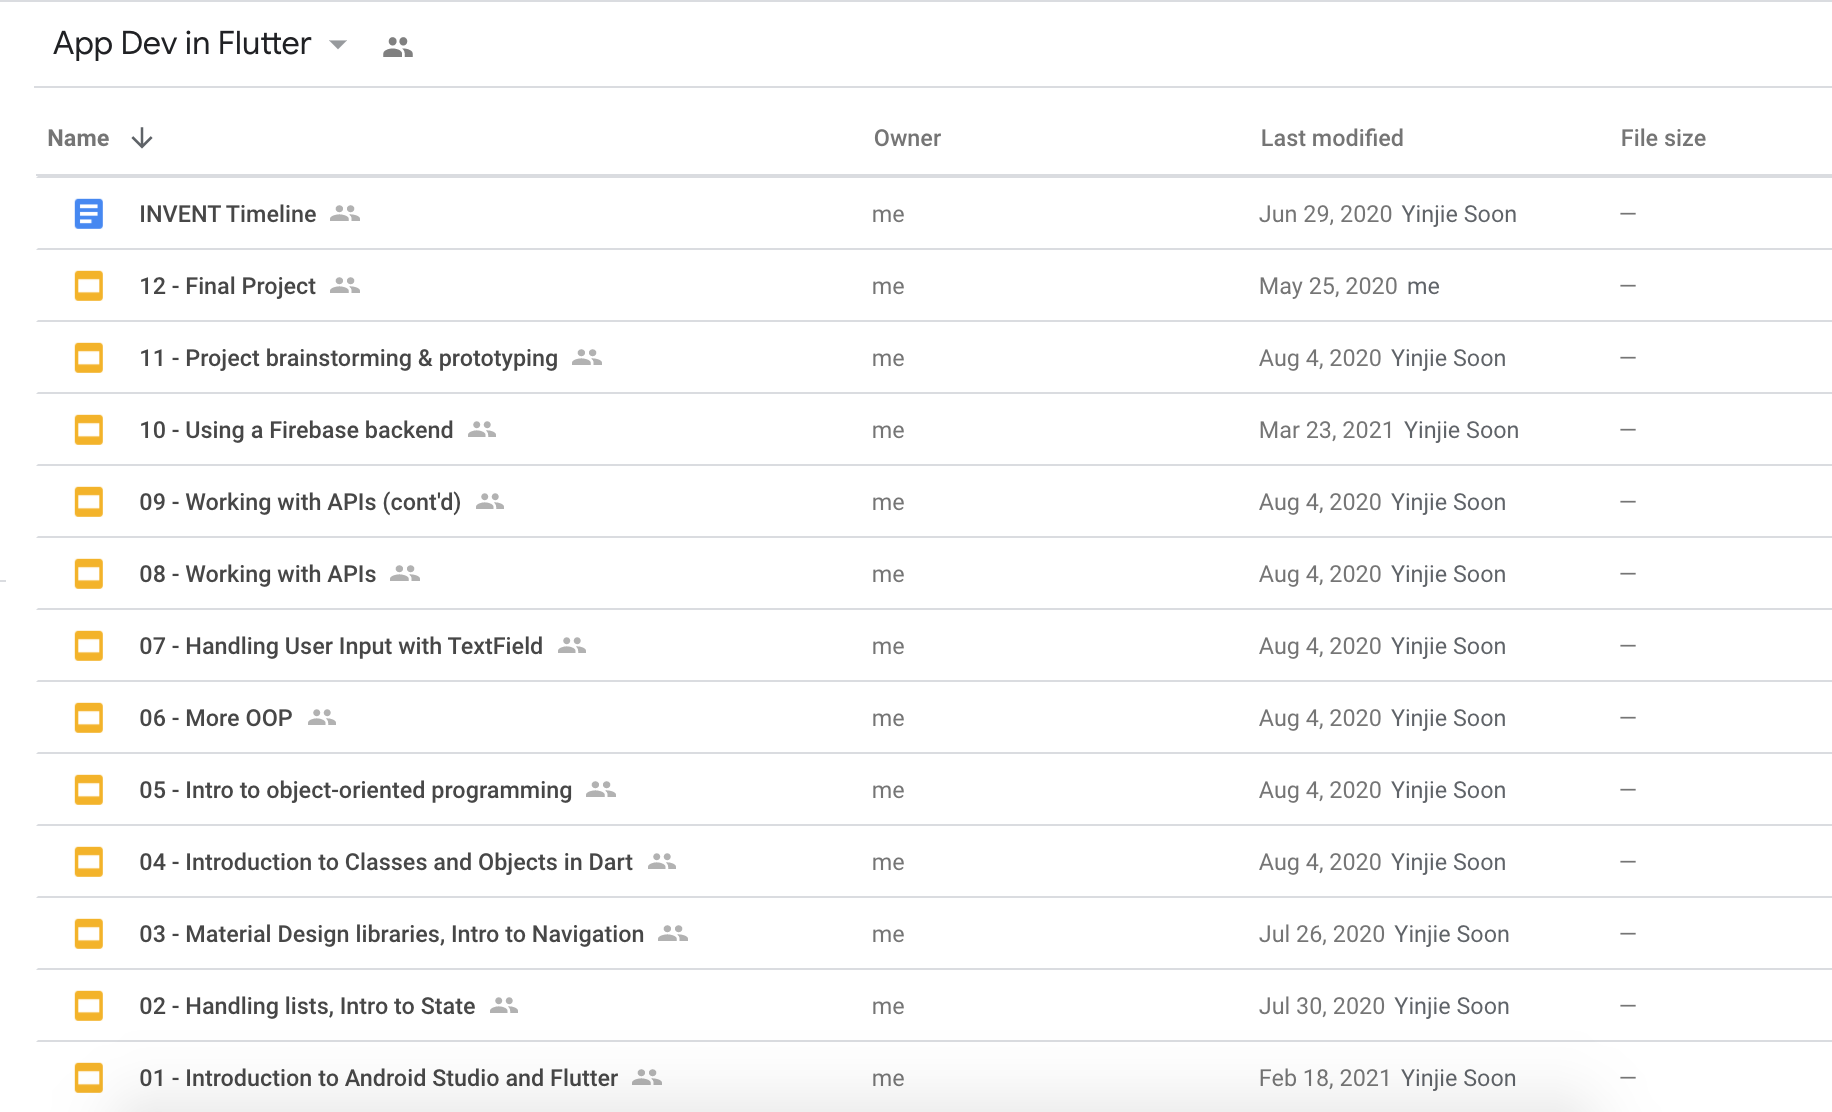 App Dev in Flutter
Name Owner Last modified File size
INVENT Timeline me Jun 29, 2020 Yinjie Soon —
12 - Final Project me May 25, 2020 me —
11 - Project brainstorming & prototyping me Aug 4, 2020 Yinjie Soon —
10 - Using a Firebase backend me Mar 23, 2021 Yinjie Soon —
09 - Working with APIs (cont'd) me Aug 4, 2020 Yinjie Soon —
08 - Working with APIs me Aug 4, 2020 Yinjie Soon —
07 - Handling User Input with TextField me Aug 4, 2020 Yinjie Soon —
06 - More OOP me Aug 4, 2020 Yinjie Soon —
05 - Intro to object-oriented programming me Aug 4, 2020 Yinjie Soon —
04 - Introduction to Classes and Objects in Dart me Aug 4, 2020 Yinjie Soon —
03 - Material Design libraries, Intro to Navigation me Jul 26, 2020 Yinjie Soon —
02 - Handling lists, Intro to State me Jul 30, 2020 Yinjie Soon —
01 - Introduction to Android Studio and Flutter me Feb 18, 2021 Yinjie Soon —